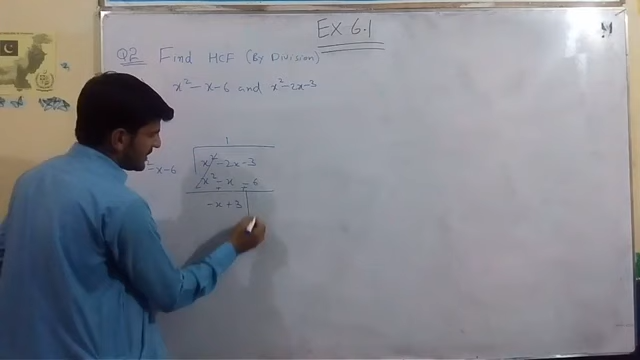 EX 6.1
Q2 Find HCF (By Division)
x² - x - 6 and x² - 2x - 3
1
² - x - 6 x² - 2x - 3
x² - x - 6
- x + 3